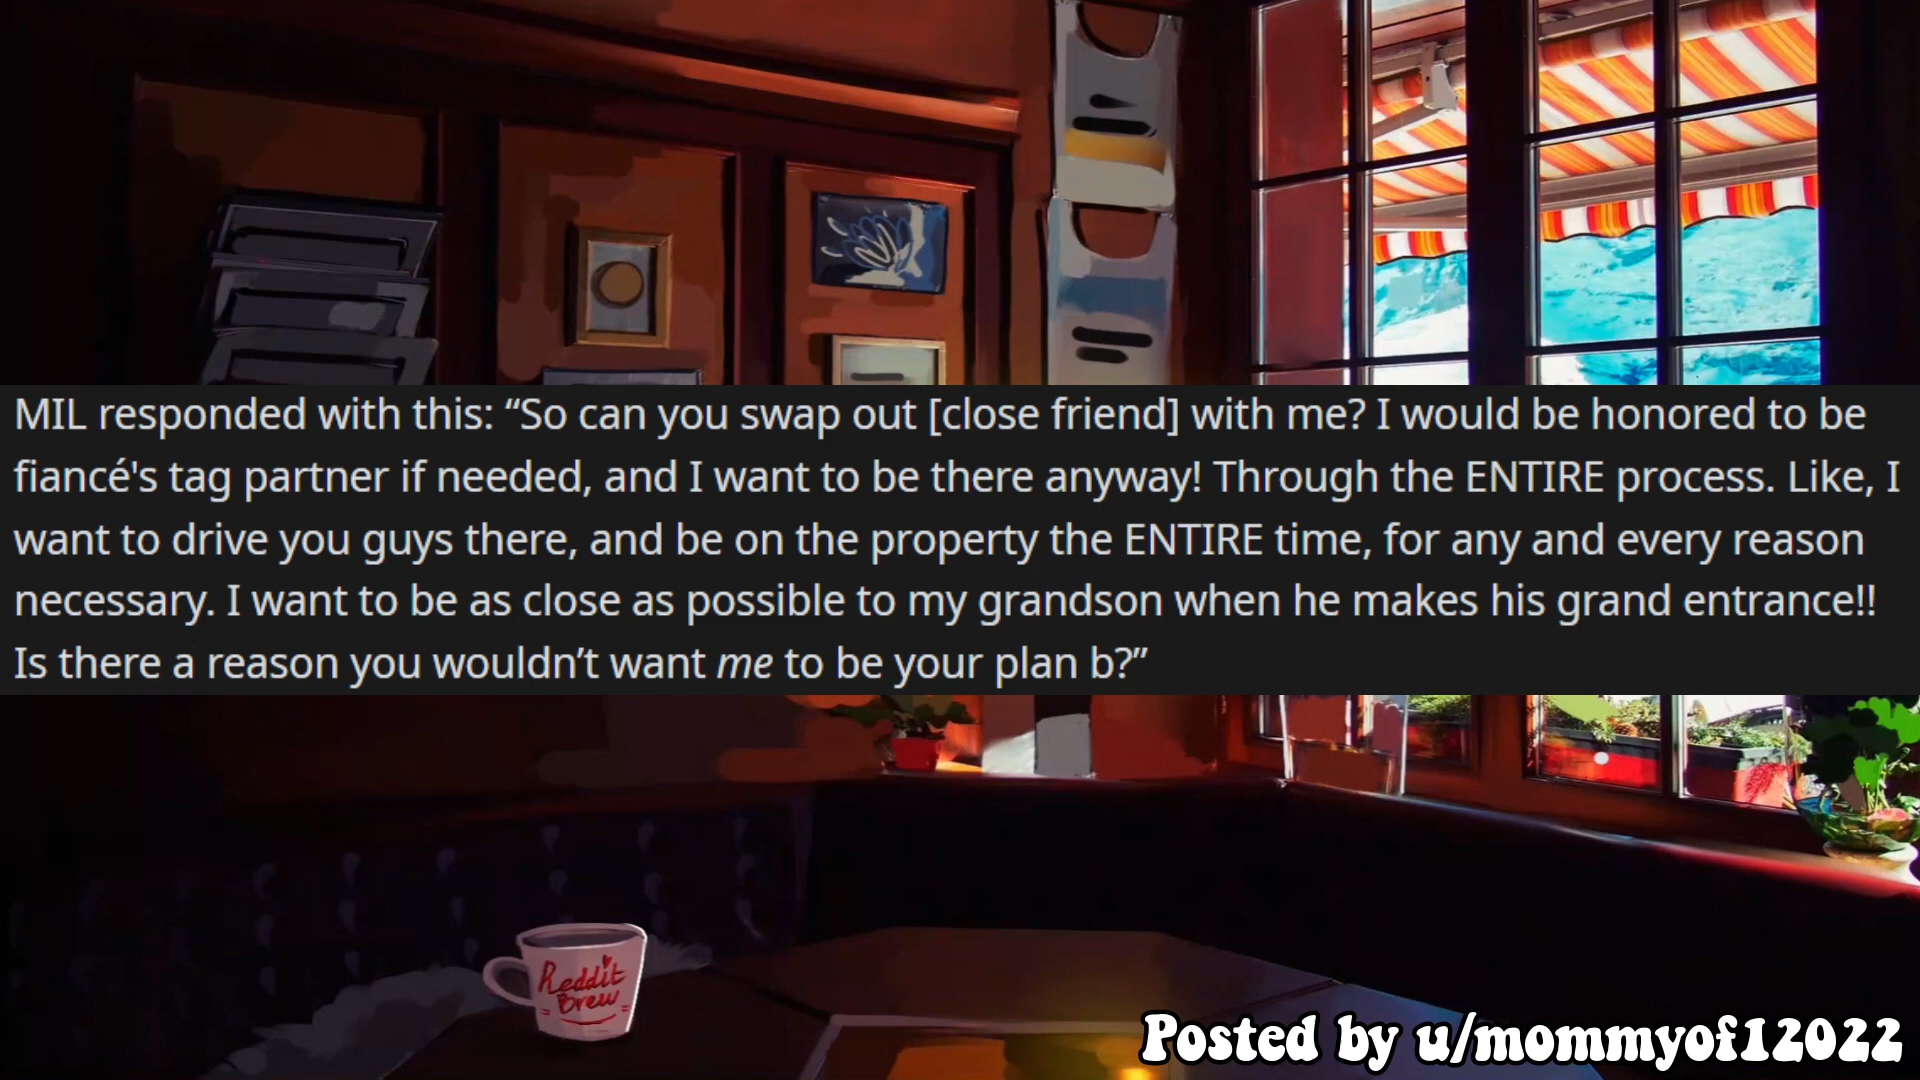 MIL responded with this: “So can you swap out [close friend] with me? I would be honored to be
fiancé's tag partner if needed, and I want to be there anyway! Through the ENTIRE process. Like, I
want to drive you guys there, and be on the property the ENTIRE time, for any and every reason
necessary. I want to be as close as possible to my grandson when he makes his grand entrance!!
Is there a reason you wouldn’t want me to be your plan b?”
Reddit
Brew
Posted by u/mommyof12022